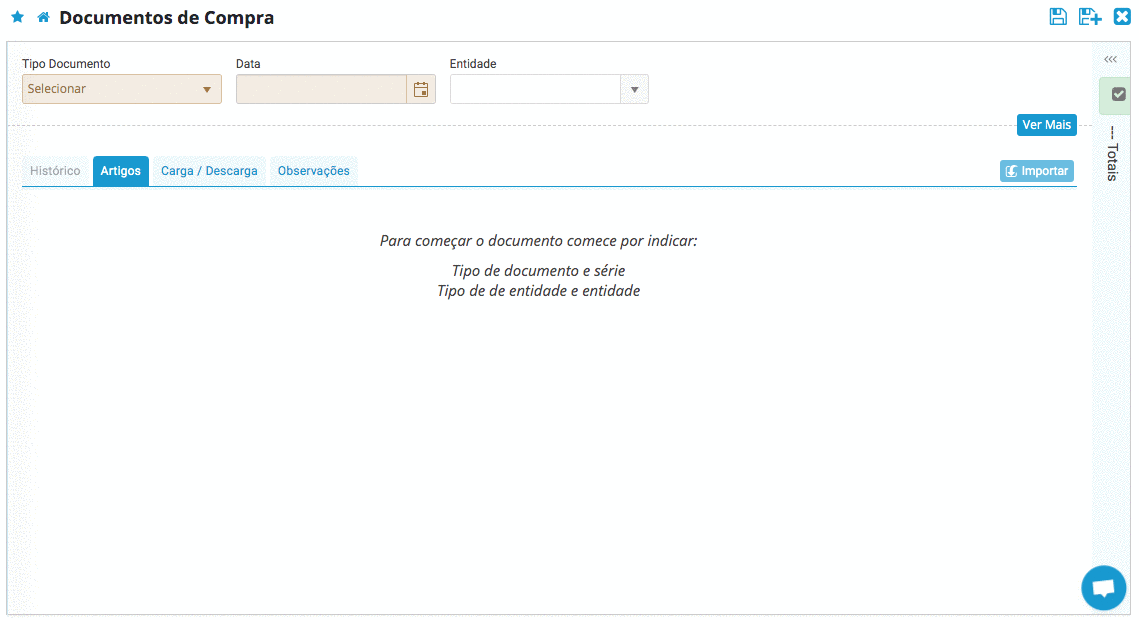 Documentos de Compra
Tipo Documento
Data
Entidade
Selecionar
Ver Mais
Histórico
Artigos
Carga / Descarga
Observações
Importar
Para começar o documento comece por indicar:
Tipo de documento e série
Tipo de de entidade e entidade
--- Totais